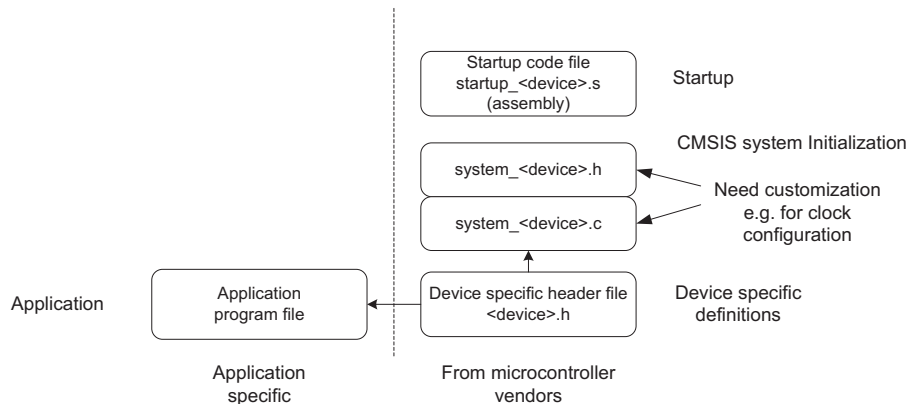 Startup code file
startup_<device>.s
(assembly)
Startup
CMSIS system Initialization
system_<device>.h
Need customization
e.g. for clock
configuration
system_<device>.c
Application
Application
program file
Device specific header file
<device>.h
Device specific
definitions
Application
specific
From microcontroller
vendors